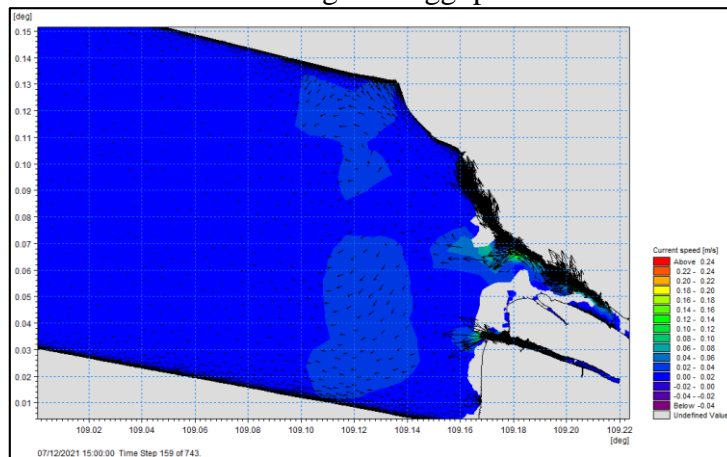 [deg]
0.15
0.14
0.13
0.12
0.11
0.10
0.09
0.08
0.07
0.06
0.05
0.04
0.03
0.02
0.01
109.02
109.04
109.06
109.08
109.10
109.12
109.14
109.16
109.18
109.20
109.22
[deg]
Current speed [m/s]
Above 0.24
0.22 - 0.24
0.20 - 0.22
0.18 - 0.20
0.16 - 0.18
0.14 - 0.16
0.12 - 0.14
0.10 - 0.12
0.08 - 0.10
0.06 - 0.08
0.04 - 0.06
0.02 - 0.04
0.00 - 0.02
-0.02 - 0.00
-0.04 - -0.02
Below -0.04
Undefined Value
07/12/2021 15:00:00 Time Step 159 of 743.